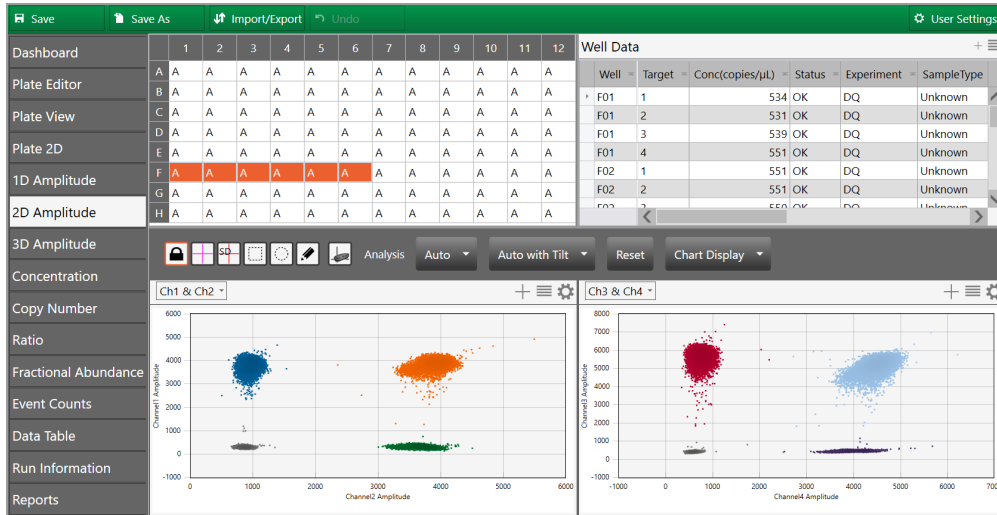 Save Save As Import/Export Undo User Settings
Dashboard
Plate Editor
Plate View
Plate 2D
1D Amplitude
2D Amplitude
3D Amplitude
Concentration
Copy Number
Ratio
Fractional Abundance
Event Counts
Data Table
Run Information
Reports
1 2 3 4 5 6 7 8 9 10 11 12
A A A A A A A A A A A A A
B A A A A A A A A A A A A
C A A A A A A A A A A A A
D A A A A A A A A A A A A
E A A A A A A A A A A A A
F A A A A A A A A A A A A
G A A A A A A A A A A A A
H A A A A A A A A A A A A
Well Data
Well Target Conc(copies/µL) Status Experiment SampleType
F01 1 534 OK DQ Unknown
F01 2 531 OK DQ Unknown
F01 3 539 OK DQ Unknown
F01 4 551 OK DQ Unknown
F02 1 551 OK DQ Unknown
F02 2 551 OK DQ Unknown
SD Analysis Auto Auto with Tilt Reset Chart Display
Ch1 & Ch2
6000
5000
4000
3000
2000
1000
0
-1000
Channel1 Amplitude
0 1000 2000 3000 4000 5000 6000
Channel2 Amplitude
Ch3 & Ch4
8000
7000
6000
5000
4000
3000
2000
1000
0
-1000
Channel3 Amplitude
-1000 0 1000 2000 3000 4000 5000 6000
Channel4 Amplitude